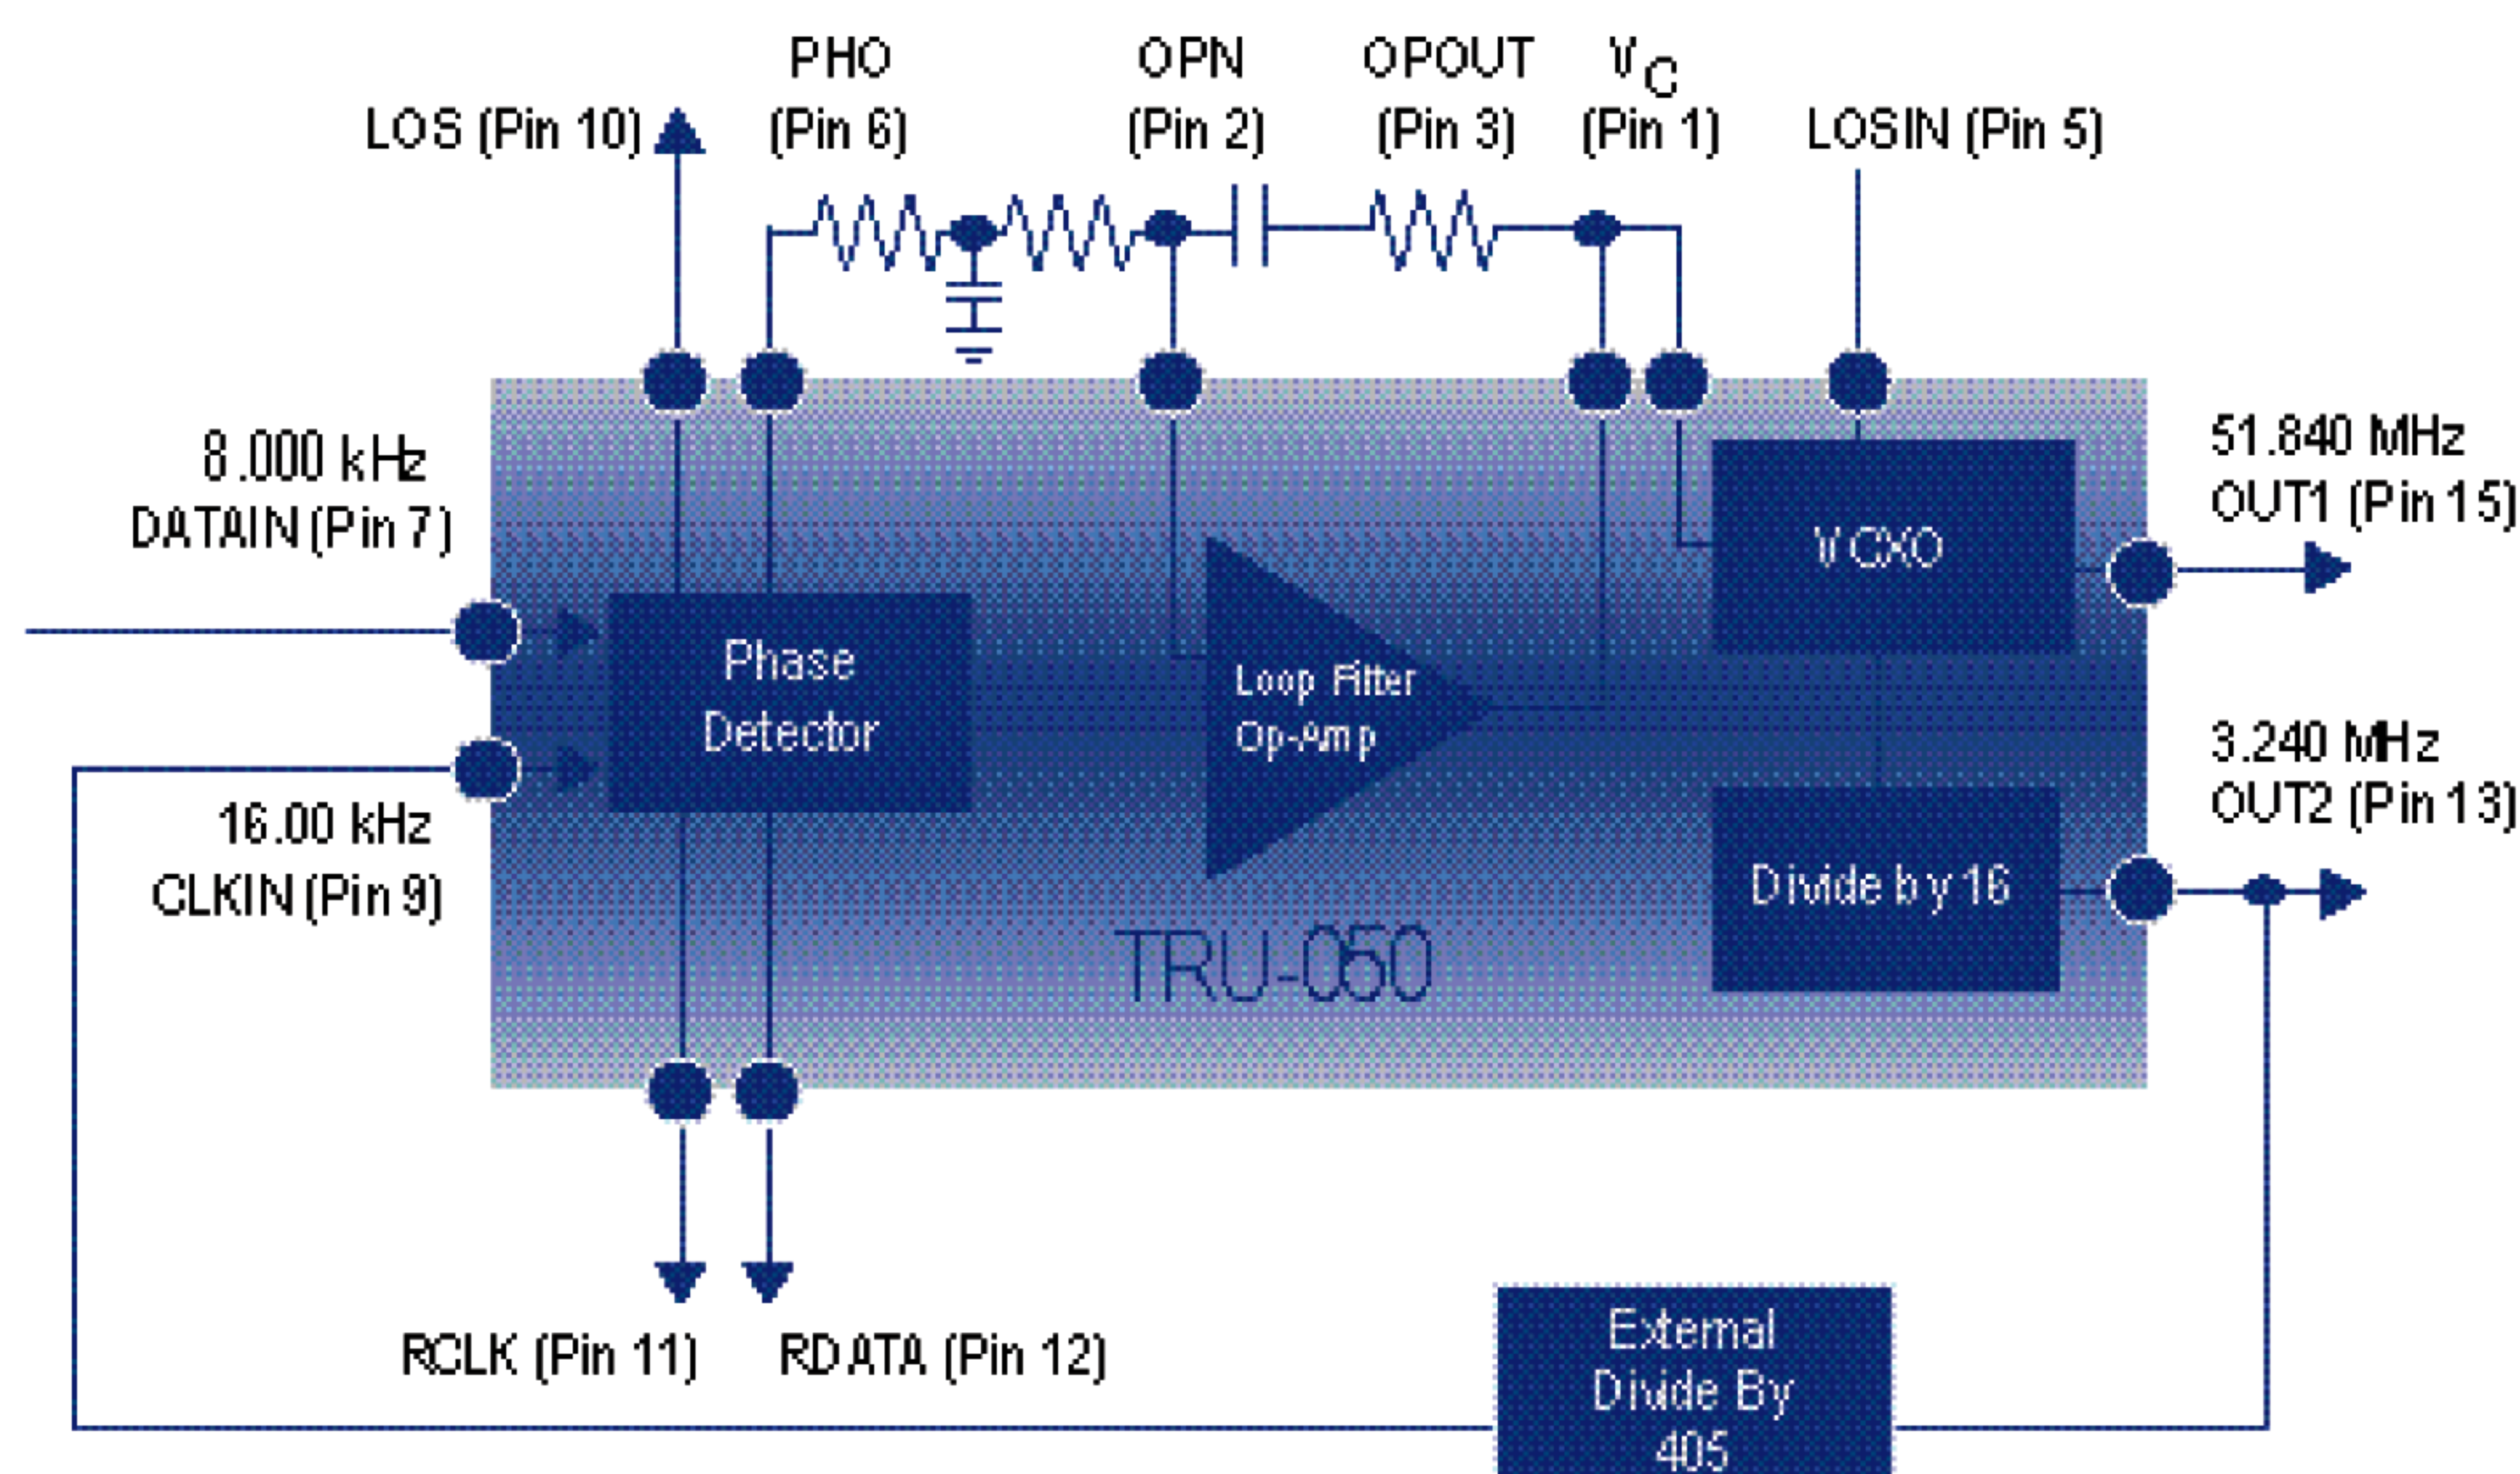 PHO
OPN
OPOUT
VC
LOS (Pin 10)
(Pin 6)
(Pin 2)
(Pin 3)
(Pin 1)
LOSIN (Pin 5)
8.000 kHz
DATAIN (Pin 7)
51.840 MHz
OUT1 (Pin 15)
VCXO
Phase
Detector
Loop Filter
Op-Amp
3.240 MHz
OUT2 (Pin 13)
16.00 kHz
CLKIN (Pin 9)
Divide by 16
TRU-050
RCLK (Pin 11)
RDATA (Pin 12)
External
Divide By
405